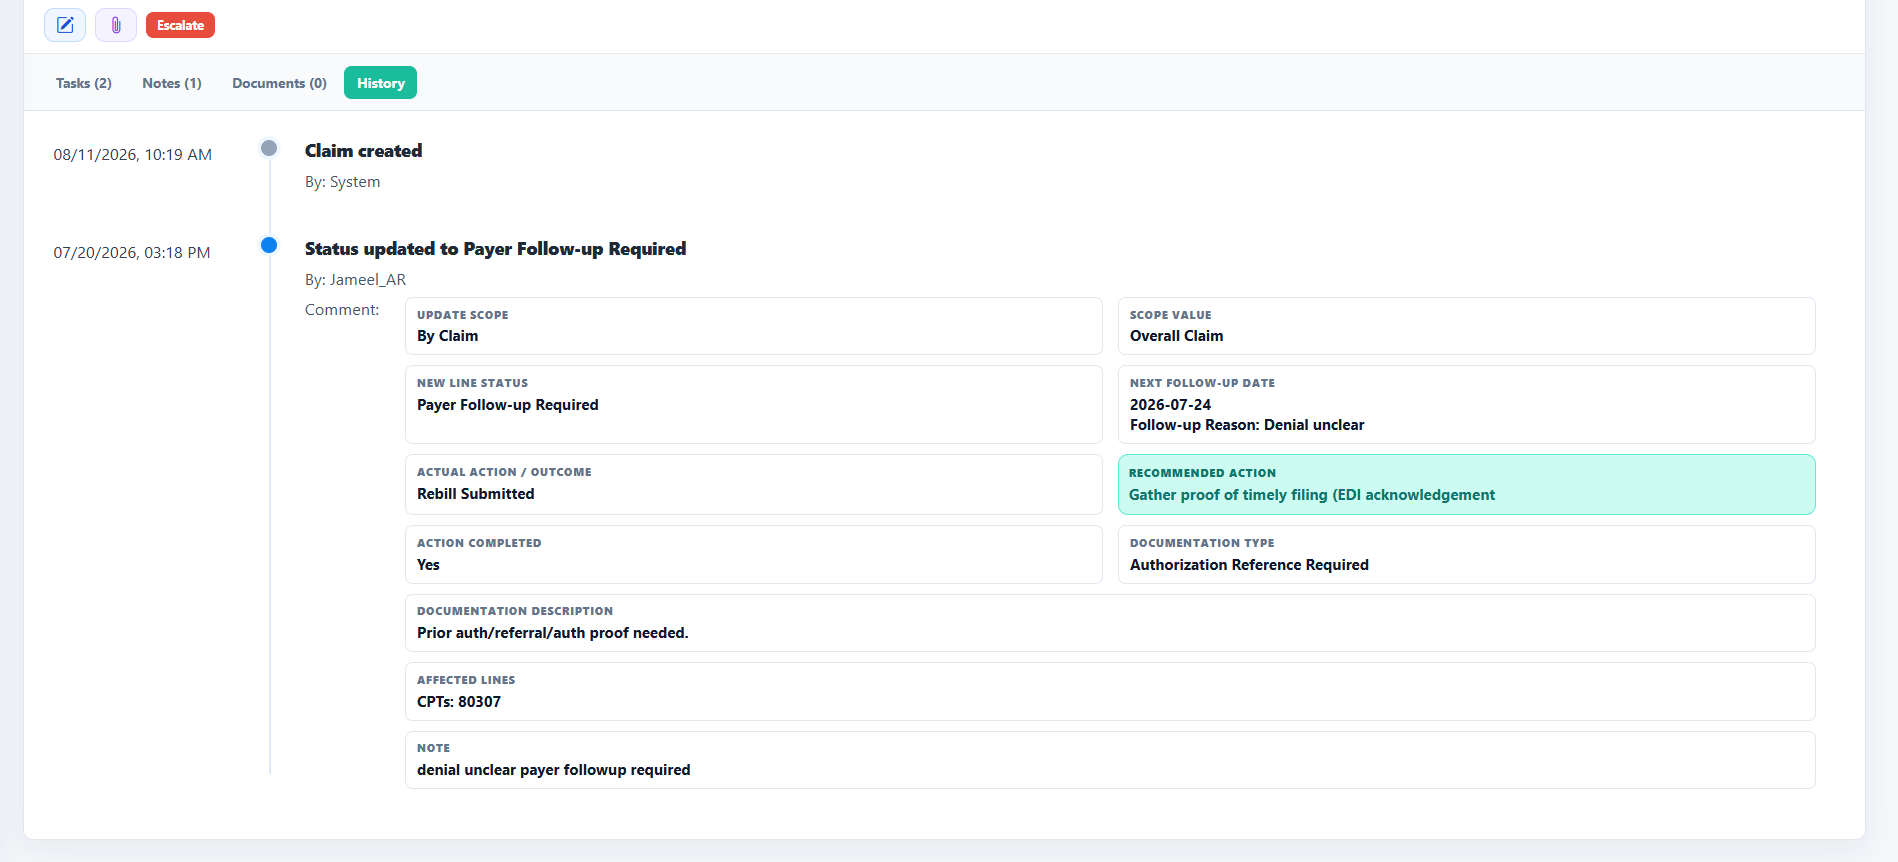 Escalate
Tasks (2) Notes (1) Documents (0) History
08/11/2026, 10:19 AM
Claim created
By: System
07/20/2026, 03:18 PM
Status updated to Payer Follow-up Required
By: Jameel_AR
Comment:
UPDATE SCOPE
By Claim
SCOPE VALUE
Overall Claim
NEW LINE STATUS
Payer Follow-up Required
NEXT FOLLOW-UP DATE
2026-07-24
Follow-up Reason: Denial unclear
ACTUAL ACTION / OUTCOME
Rebill Submitted
RECOMMENDED ACTION
Gather proof of timely filing (EDI acknowledgement
ACTION COMPLETED
Yes
DOCUMENTATION TYPE
Authorization Reference Required
DOCUMENTATION DESCRIPTION
Prior auth/referral/auth proof needed.
AFFECTED LINES
CPTs: 80307
NOTE
denial unclear payer followup required